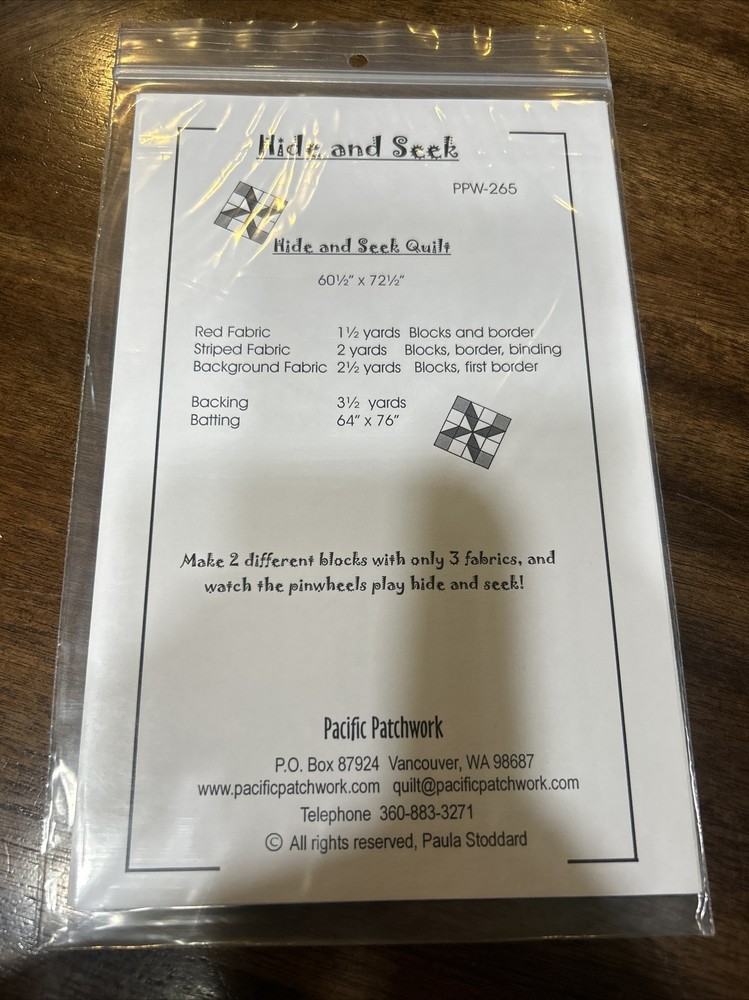 Hide and Seek
PPW-265
Hide and Seek Quilt
60½" x 72½"
Red Fabric 1½ yards Blocks and border
Striped Fabric 2 yards Blocks, border, binding
Background Fabric 2½ yards Blocks, first border
Backing 3½ yards
Batting 64" x 76"
Make 2 different blocks with only 3 fabrics, and
watch the pinwheels play hide and seek!
Pacific Patchwork
P.O. Box 87924 Vancouver, WA 98687
www.pacificpatchwork.com quilt@pacificpatchwork.com
Telephone 360-883-3271
© All rights reserved, Paula Stoddard